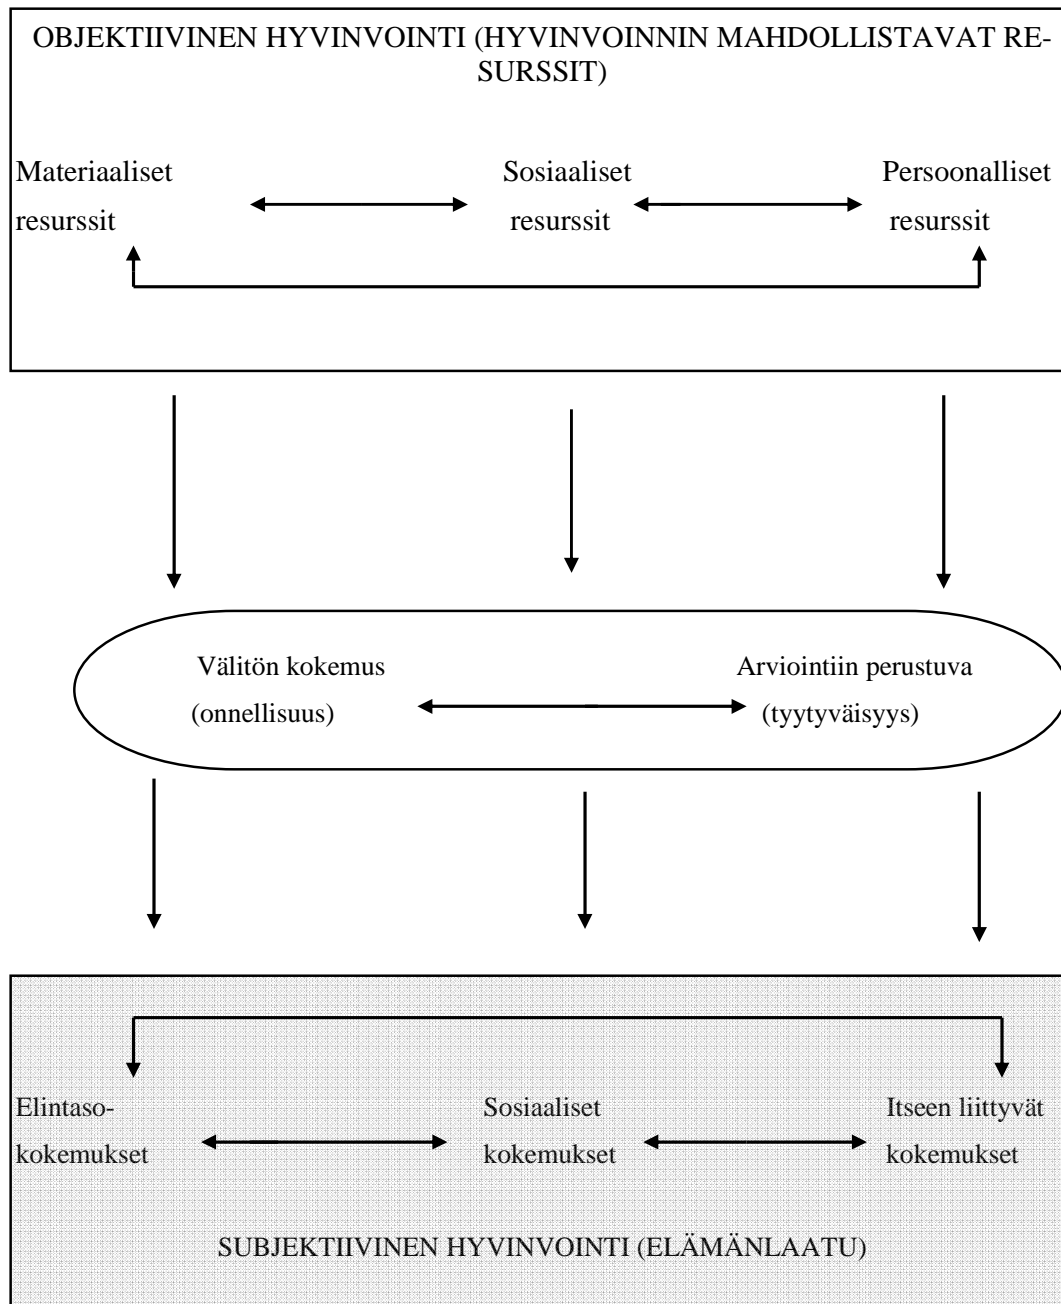 OBJEKTIIVINEN HYVINVOINTI (HYVINVOINNIN MAHDOLLISTAVAT RE-
SURSSIT)
Materiaaliset
resurssit
Sosiaaliset
resurssit
Persoonalliset
resurssit
Välitön kokemus
(onnellisuus)
Arviointiin perustuva
(tyytyväisyys)
Elintaso-
kokemukset
Sosiaaliset
kokemukset
Itseen liittyvät
kokemukset
SUBJEKTIIVINEN HYVINVOINTI (ELÄMÄNLAATU)